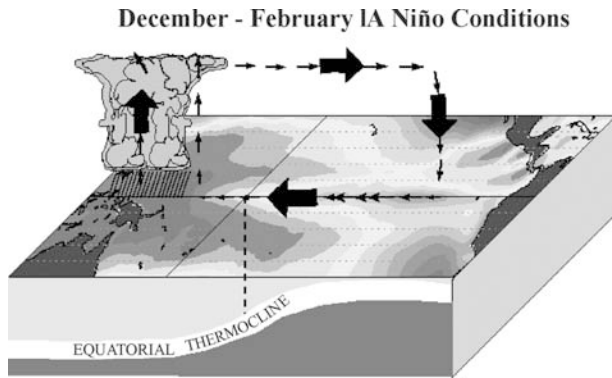 December - February lA Niño Conditions
EQUATORIAL THERMOCLINE